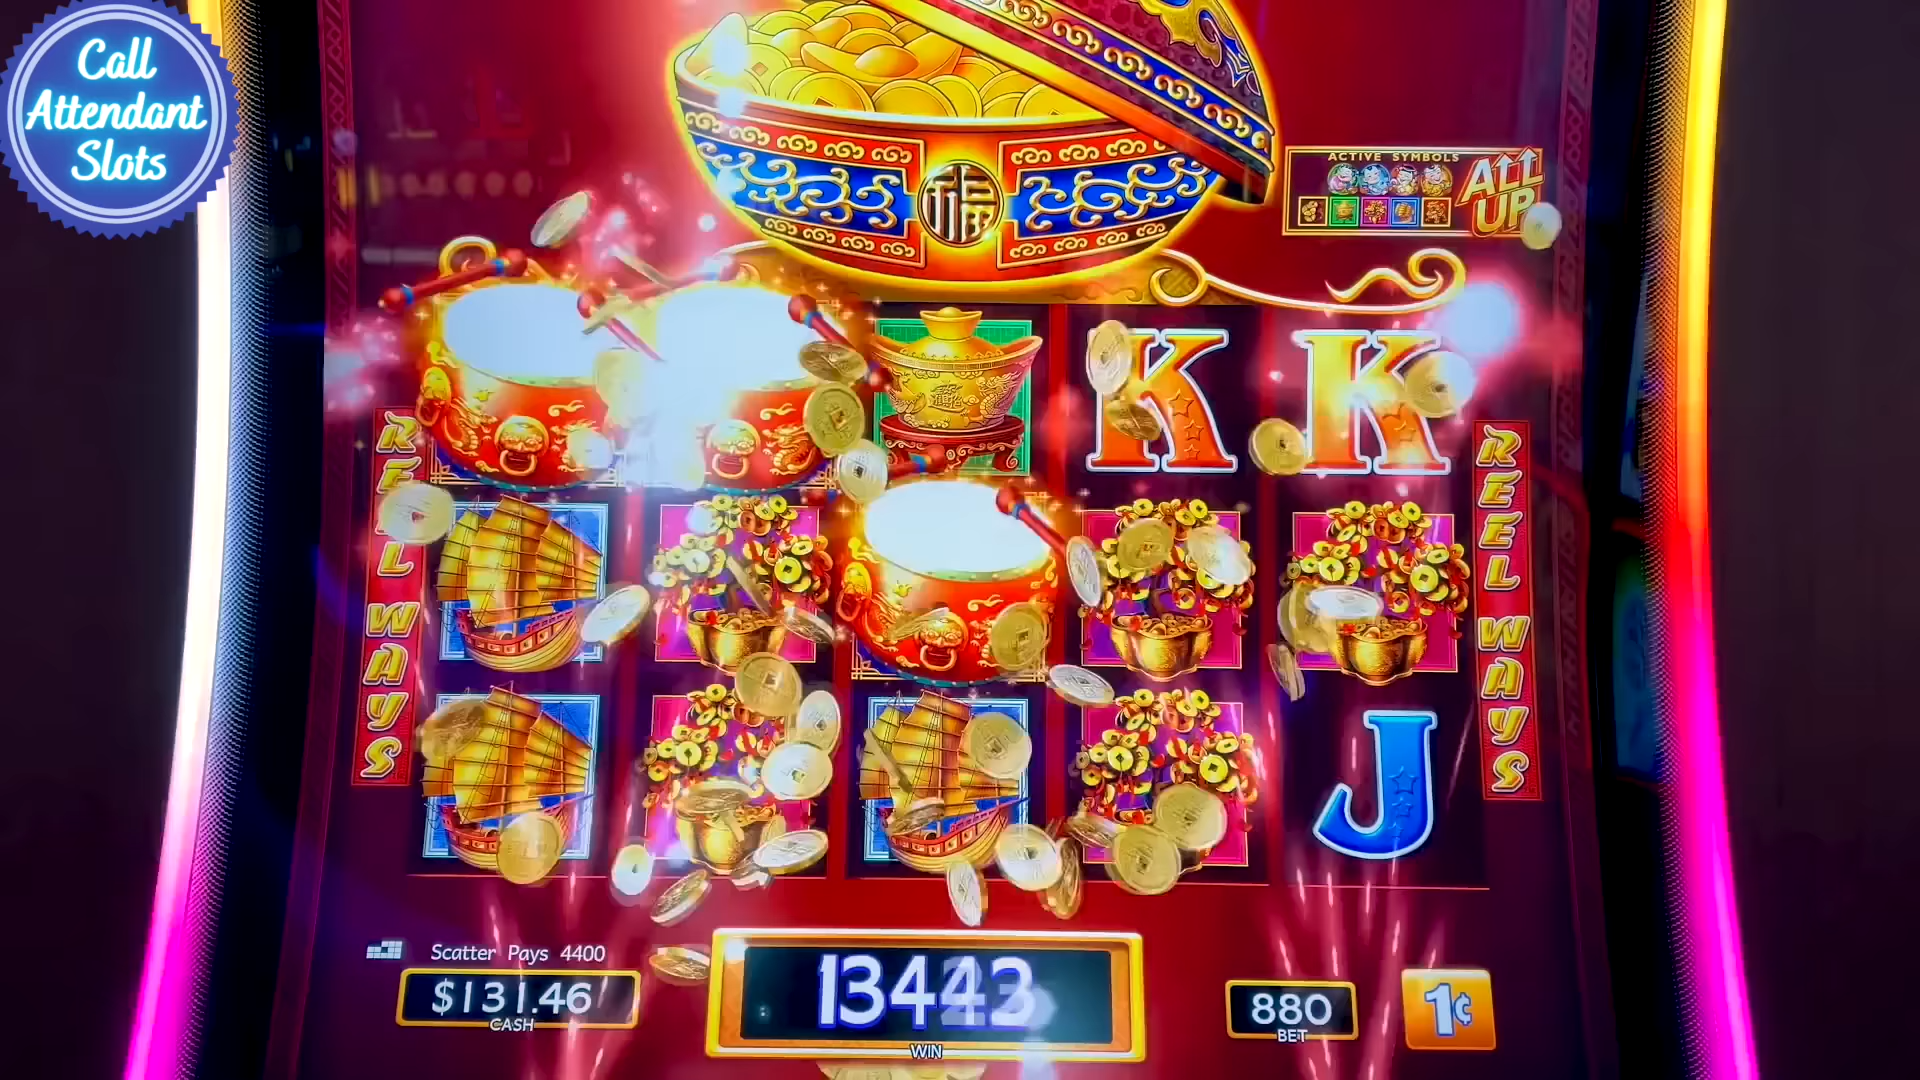 Call
Attendant
Slots
福
ACTIVE SYMBOLS
ALL
UP
K
K
REEL WAYS
REEL WAYS
J
Scatter Pays 4400
$131.46
CASH
WIN
880
BET
1¢